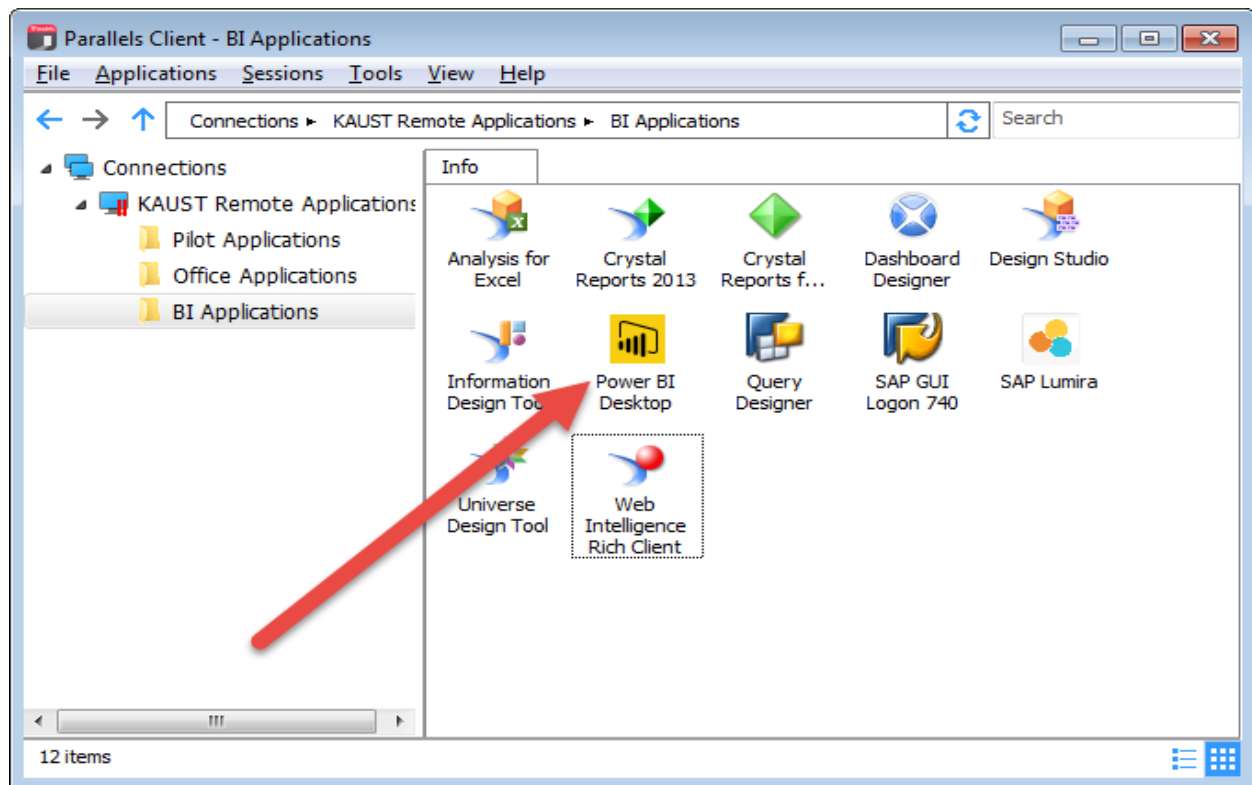 Parallels Client - BI Applications
File Applications Sessions Tools View Help
Connections KAUST Remote Applications BI Applications
Search
Connections
KAUST Remote Applications
Pilot Applications
Office Applications
BI Applications
Info
Analysis for
Excel
Crystal
Reports 2013
Crystal
Reports f...
Dashboard
Designer
Design Studio
Information
Design Too
Power BI
Desktop
Query
Designer
SAP GUI
Logon 740
SAP Lumira
Universe
Design Tool
Web
Intelligence
Rich Client
12 items